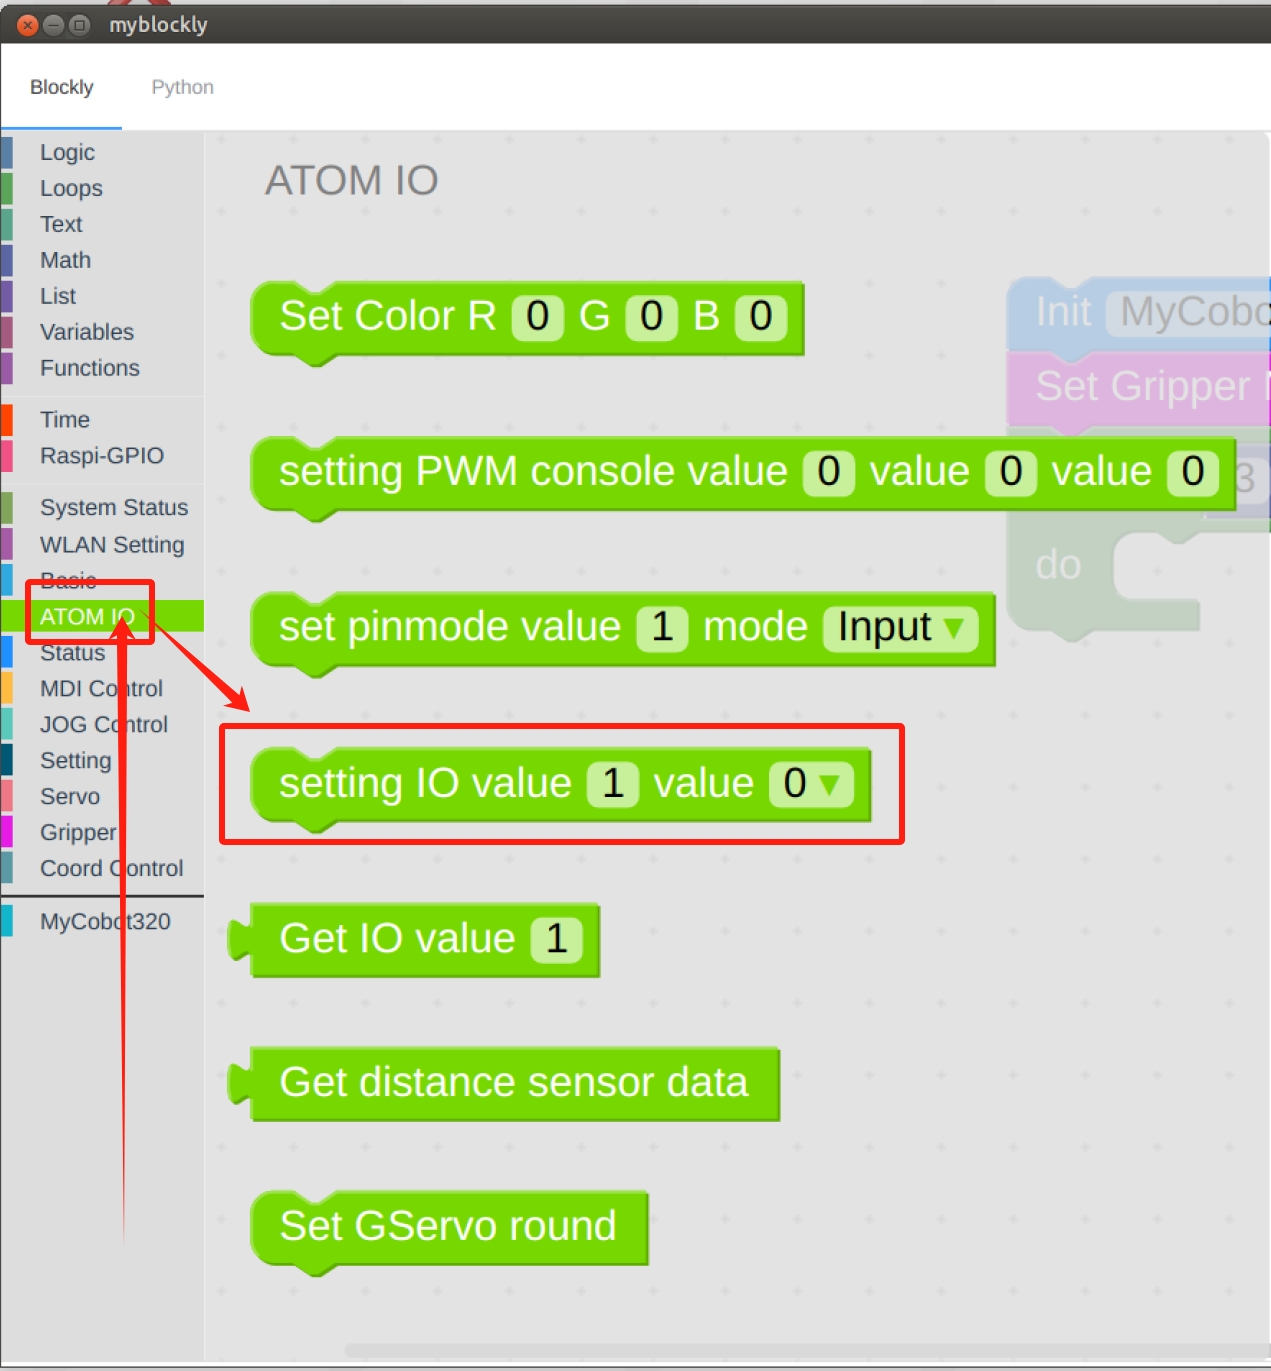 myblockly
Blockly Python
Logic
Loops
Text
Math
List
Variables
Functions
Time
Raspi-GPIO
System Status
WLAN Setting
Basic
ATOM IO
Status
MDI Control
JOG Control
Setting
Servo
Gripper
Coord Control
MyCobot320
ATOM IO
Set Color R 0 G 0 B 0
setting PWM console value 0 value 0 value 0
set pinmode value 1 mode Input
setting IO value 1 value 0
Get IO value 1
Get distance sensor data
Set GServo round
Init
Set Gripper
3
do